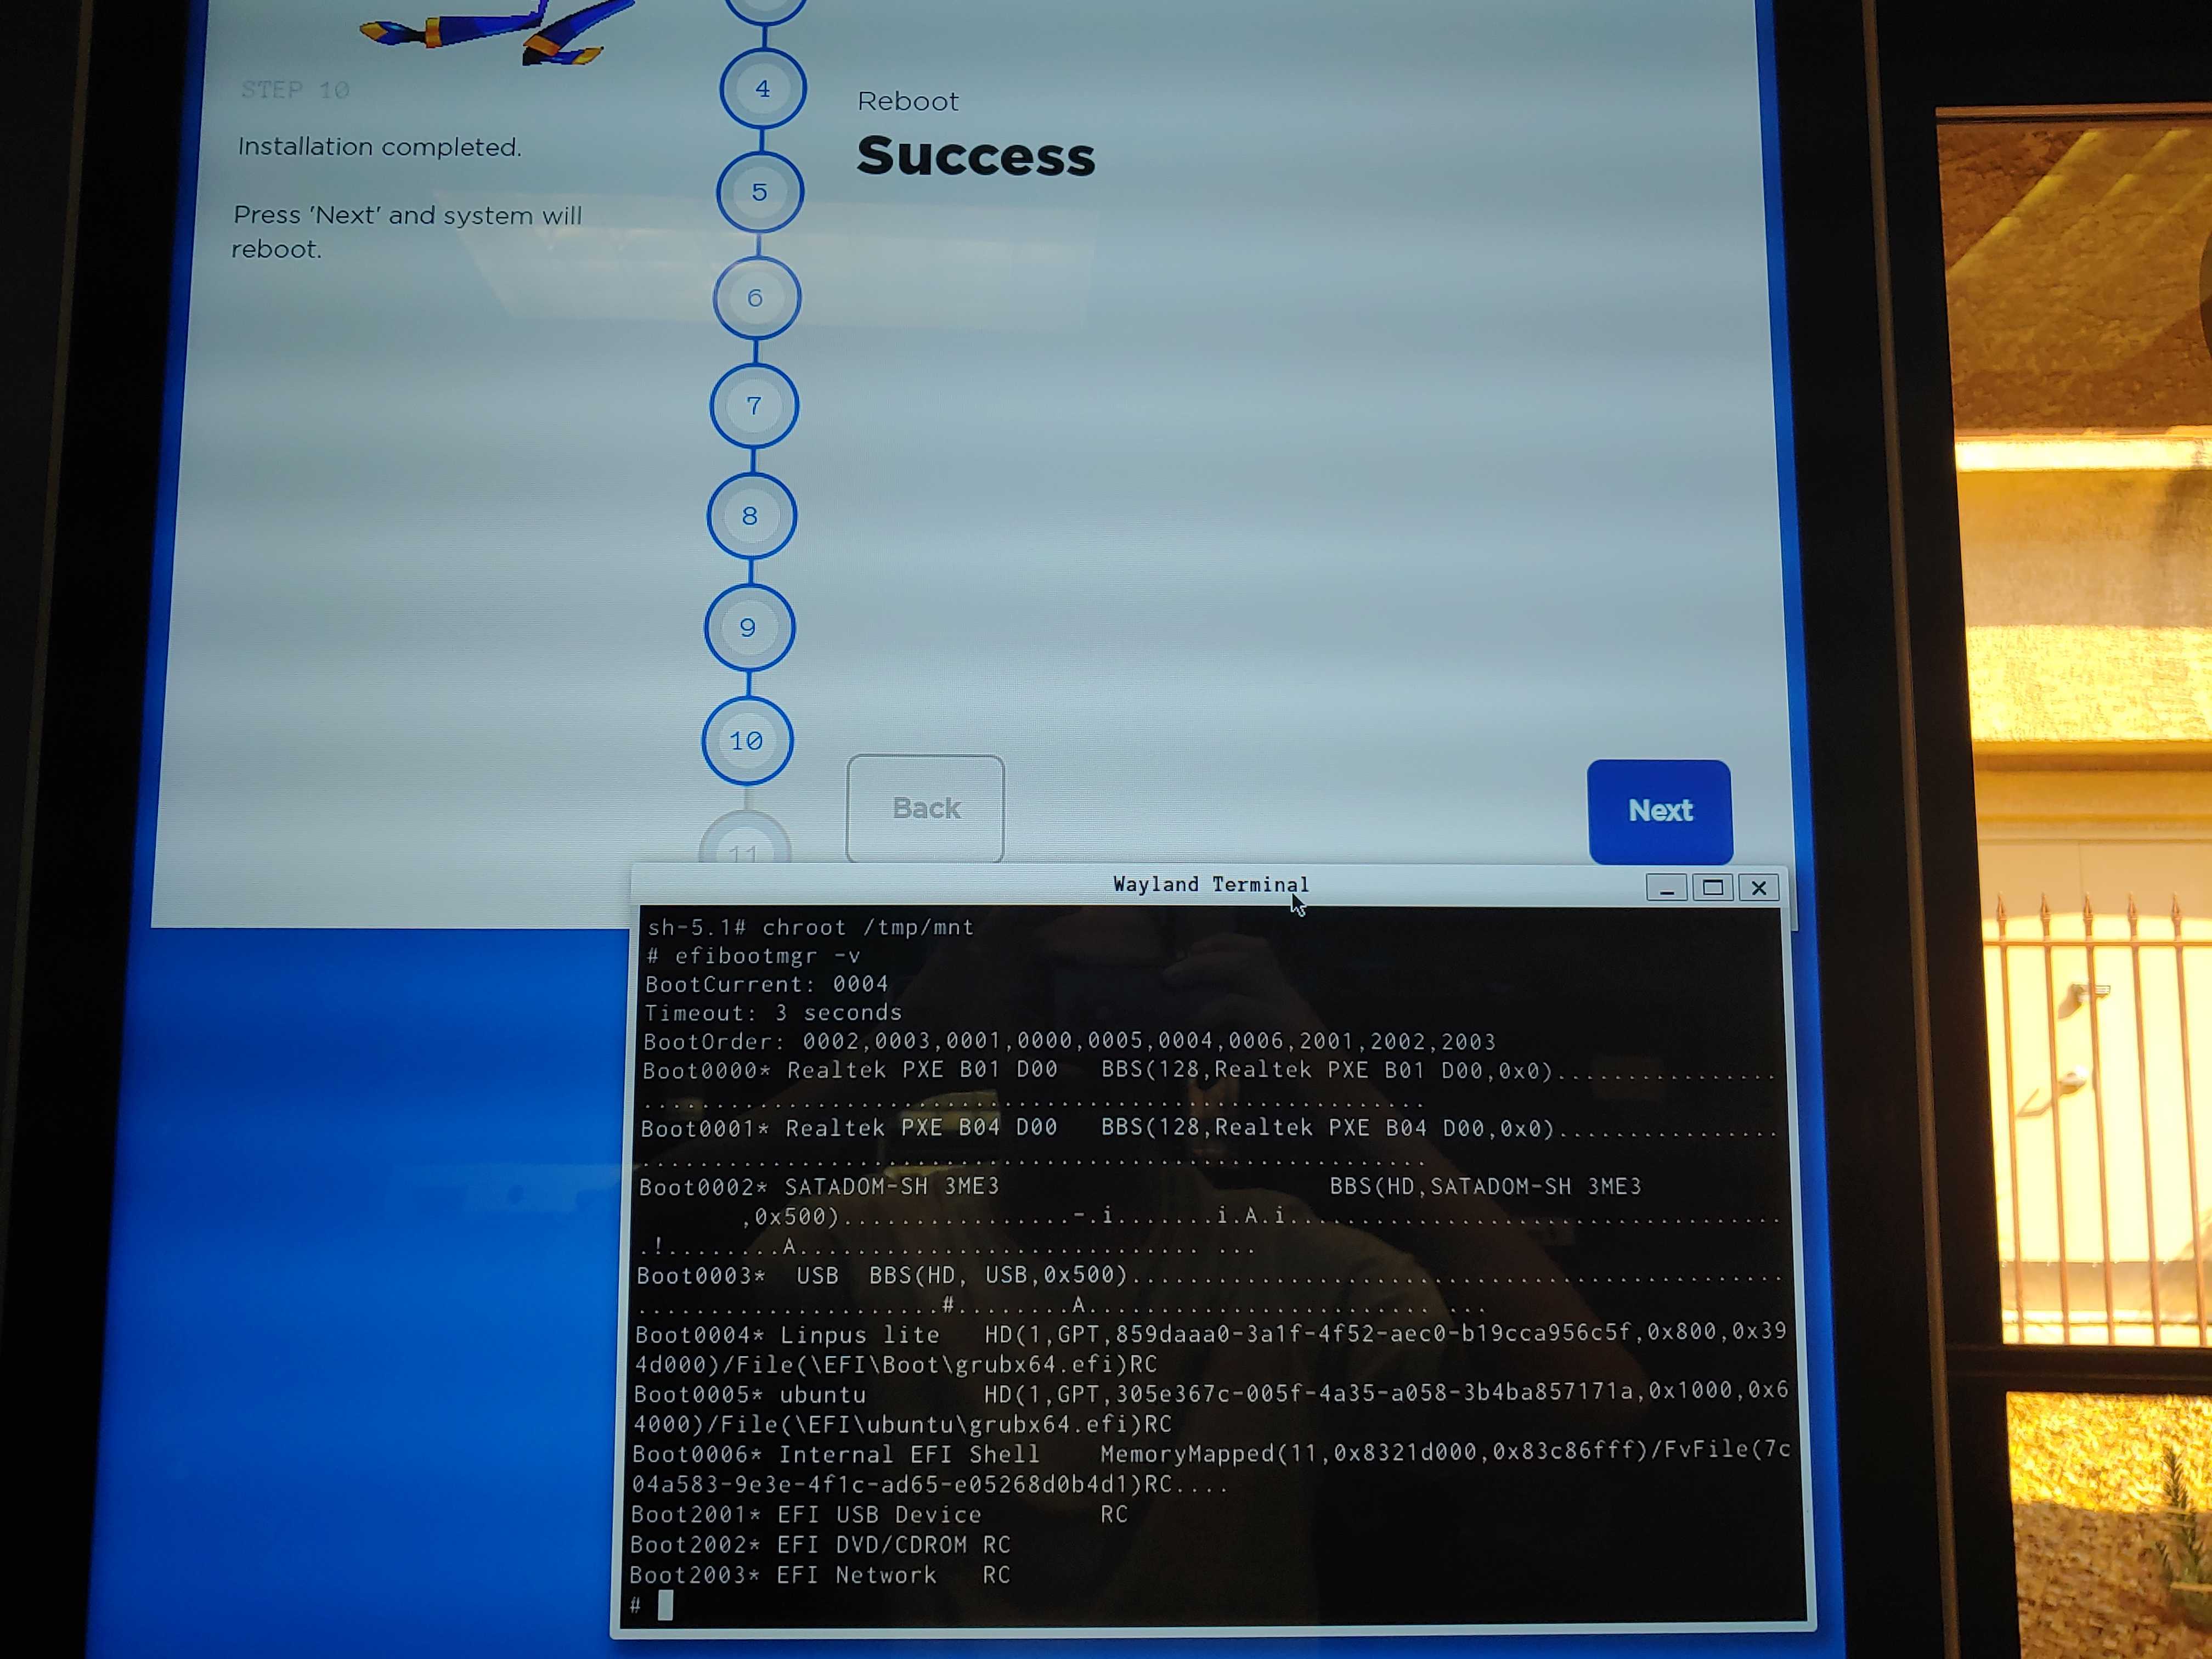 STEP 10
Installation completed.
Press 'Next' and system will
reboot.
4
5
6
7
8
9
10
11
Reboot
Success
Back
Next
Wayland Terminal
sh-5.1# chroot /tmp/mnt
# efibootmgr -v
BootCurrent: 0004
Timeout: 3 seconds
BootOrder: 0002,0003,0001,0000,0005,0004,0006,2001,2002,2003
Boot0000* Realtek PXE B01 D00   BBS(128,Realtek PXE B01 D00,0x0)................
......................................................
Boot0001* Realtek PXE B04 D00   BBS(128,Realtek PXE B04 D00,0x0)................
......................................................
Boot0002* SATADOM-SH 3ME3                       BBS(HD,SATADOM-SH 3ME3
,0x500)................-.i.......i.A.i...................................
.!........A............................ ...
Boot0003*  USB  BBS(HD, USB,0x500)..............................................
.....................#........A........................ ...
Boot0004* Linpus lite   HD(1,GPT,859daaa0-3a1f-4f52-aec0-b19cca956c5f,0x800,0x39
4d000)/File(\EFI\Boot\grubx64.efi)RC
Boot0005* ubuntu        HD(1,GPT,305e367c-005f-4a35-a058-3b4ba857171a,0x1000,0x6
4000)/File(\EFI\ubuntu\grubx64.efi)RC
Boot0006* Internal EFI Shell    MemoryMapped(11,0x8321d000,0x83c86fff)/FvFile(7c
04a583-9e3e-4f1c-ad65-e05268d0b4d1)RC....
Boot2001* EFI USB Device        RC
Boot2002* EFI DVD/CDROM RC
Boot2003* EFI Network   RC
#